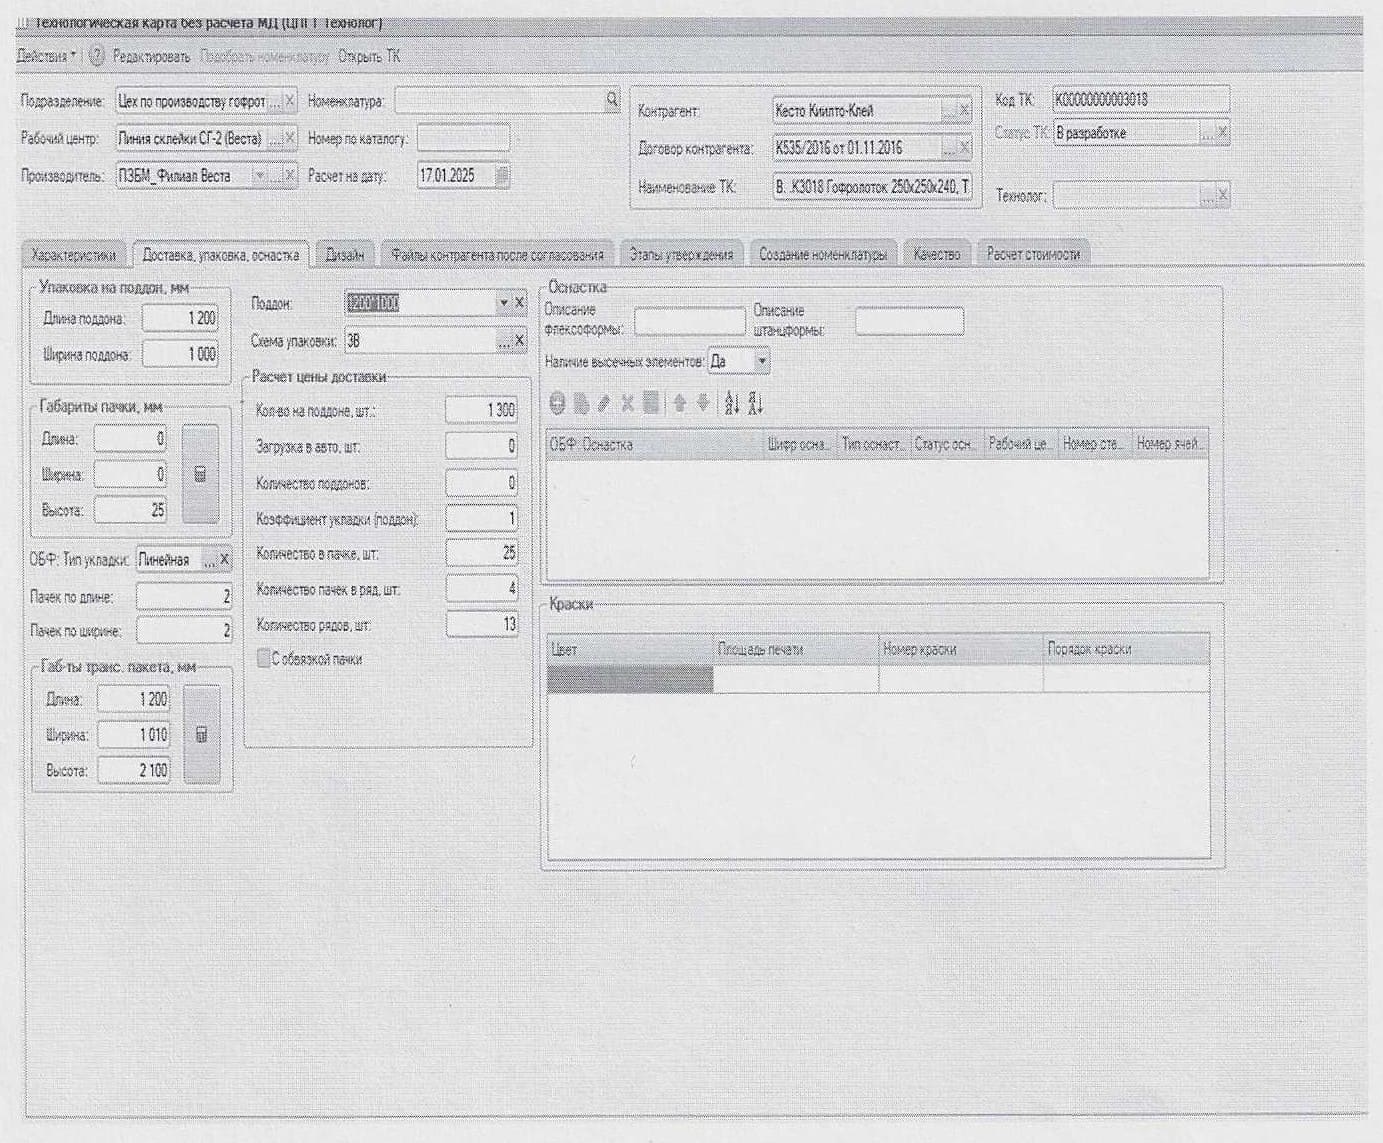 Технологическая карта без расчета МД (ЦПГТ Технолог)
Действия ? Редактировать Подобрать номенклатуру Открыть ТК
Подразделение: Цех по производству гофрот ... X
Номенклатура:
Рабочий центр: Линия склейки СГ-2 (Веста) ... X
Номер по каталогу:
Производитель: ПЗБМ_Филиал Веста ... X
Расчет на дату: 17.01.2025
Контрагент: Кесто Киилто-Клей ... X
Договор контрагента: К535/2016 от 01.11.2016 ... X
Наименование ТК: В. .К3018 Гофролоток 250х250х240, Т.
Код ТК: К00000000003018
Статус ТК: В разработке ... X
Технолог: ... X
Характеристики Доставка, упаковка, оснастка Дизайн Файлы контрагента после согласования Этапы утверждения Создание номенклатуры Качество Расчет стоимости
Упаковка на поддон, мм
Длина поддона: 1 200
Ширина поддона: 1 000
Габариты пачки, мм
Длина: 0
Ширина: 0
Высота: 25
ОБФ: Тип укладки: Линейная ... X
Пачек по длине: 2
Пачек по ширине: 2
Габ-ты транс. пакета, мм
Длина: 1 200
Ширина: 1 010
Высота: 2 100
Поддон: 1200*1000 X
Схема упаковки: 3В ... X
Расчет цены доставки
Кол-во на поддоне, шт.: 1 300
Загрузка в авто, шт: 0
Количество поддонов: 0
Коэффициент укладки (поддон): 1
Количество в пачке, шт: 25
Количество пачек в ряд, шт: 4
Количество рядов, шт: 13
С обвязкой пачки
Оснастка
Описание флексоформы:
Описание штанцформы:
Наличие высечных элементов: Да
ОБФ: Оснастка Шифр осна... Тип оснаст... Статус осн... Рабочий це... Номер сте... Номер ячей...
Краски
Цвет Площадь печати Номер краски Порядок краски